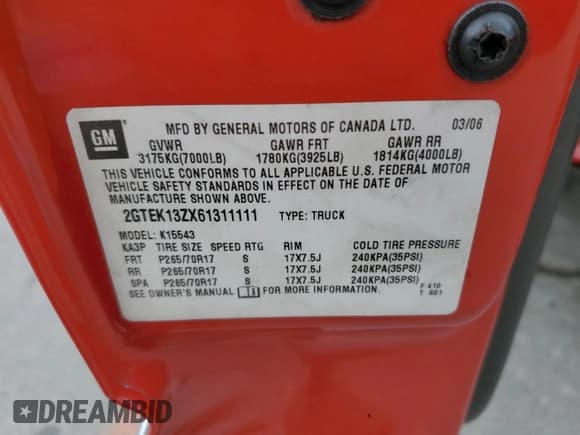 GM
MFD BY GENERAL MOTORS OF CANADA LTD. 03/06
GVWR GAWR FRT GAWR RR
3175KG(7000LB) 1780KG(3925LB) 1814KG(4000LB)
THIS VEHICLE CONFORMS TO ALL APPLICABLE U.S. FEDERAL MOTOR
VEHICLE SAFETY STANDARDS IN EFFECT ON THE DATE OF
MANUFACTURE SHOWN ABOVE.
2GTEK13ZX61311111 TYPE: TRUCK
MODEL: K15543
KA3P TIRE SIZE SPEED RTG RIM COLD TIRE PRESSURE
FRT P265/70R17 S 17X7.5J 240KPA(35PSI)
RR P265/70R17 S 17X7.5J 240KPA(35PSI)
SPA P265/70R17 S 17X7.5J 240KPA(35PSI)
SEE OWNER'S MANUAL FOR MORE INFORMATION.
F 410
T 801
DREAMBID